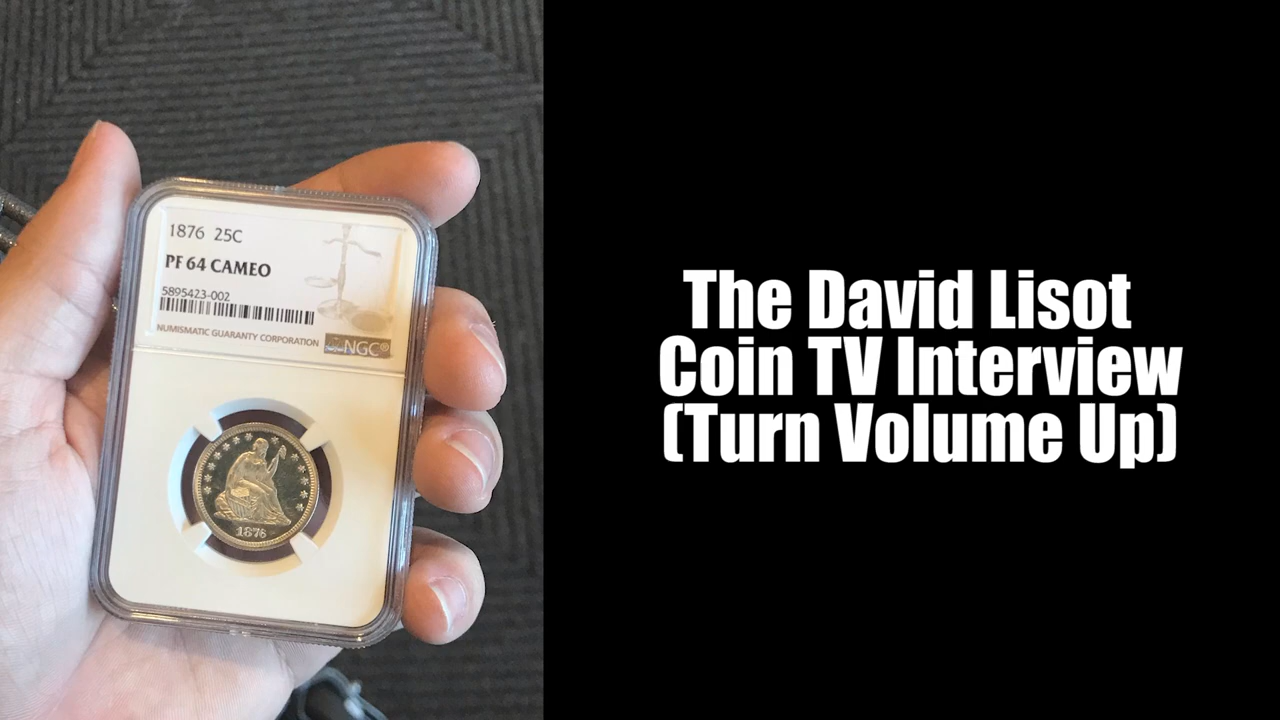 1876 25C
PF 64 CAMEO
5895423-002
NUMISMATIC GUARANTY CORPORATION NGC®
1876
The David Lisot
Coin TV Interview
(Turn Volume Up)